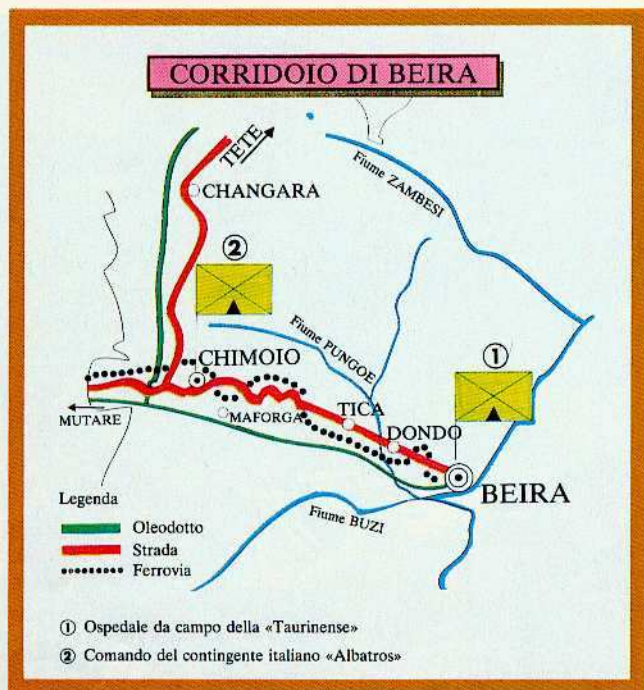 CORRIDOIO DI BEIRA
TETE
Fiume ZAMBESI
CHANGARA
②
①
Fiume PUNGOE
CHIMOIO
MUTARE
MAFORGA
TICA
DONDO
BEIRA
Fiume BUZI
Legenda
Oleodotto
Strada
Ferrovia
① Ospedale da campo della «Taurinense»
② Comando del contingente italiano «Albatros»